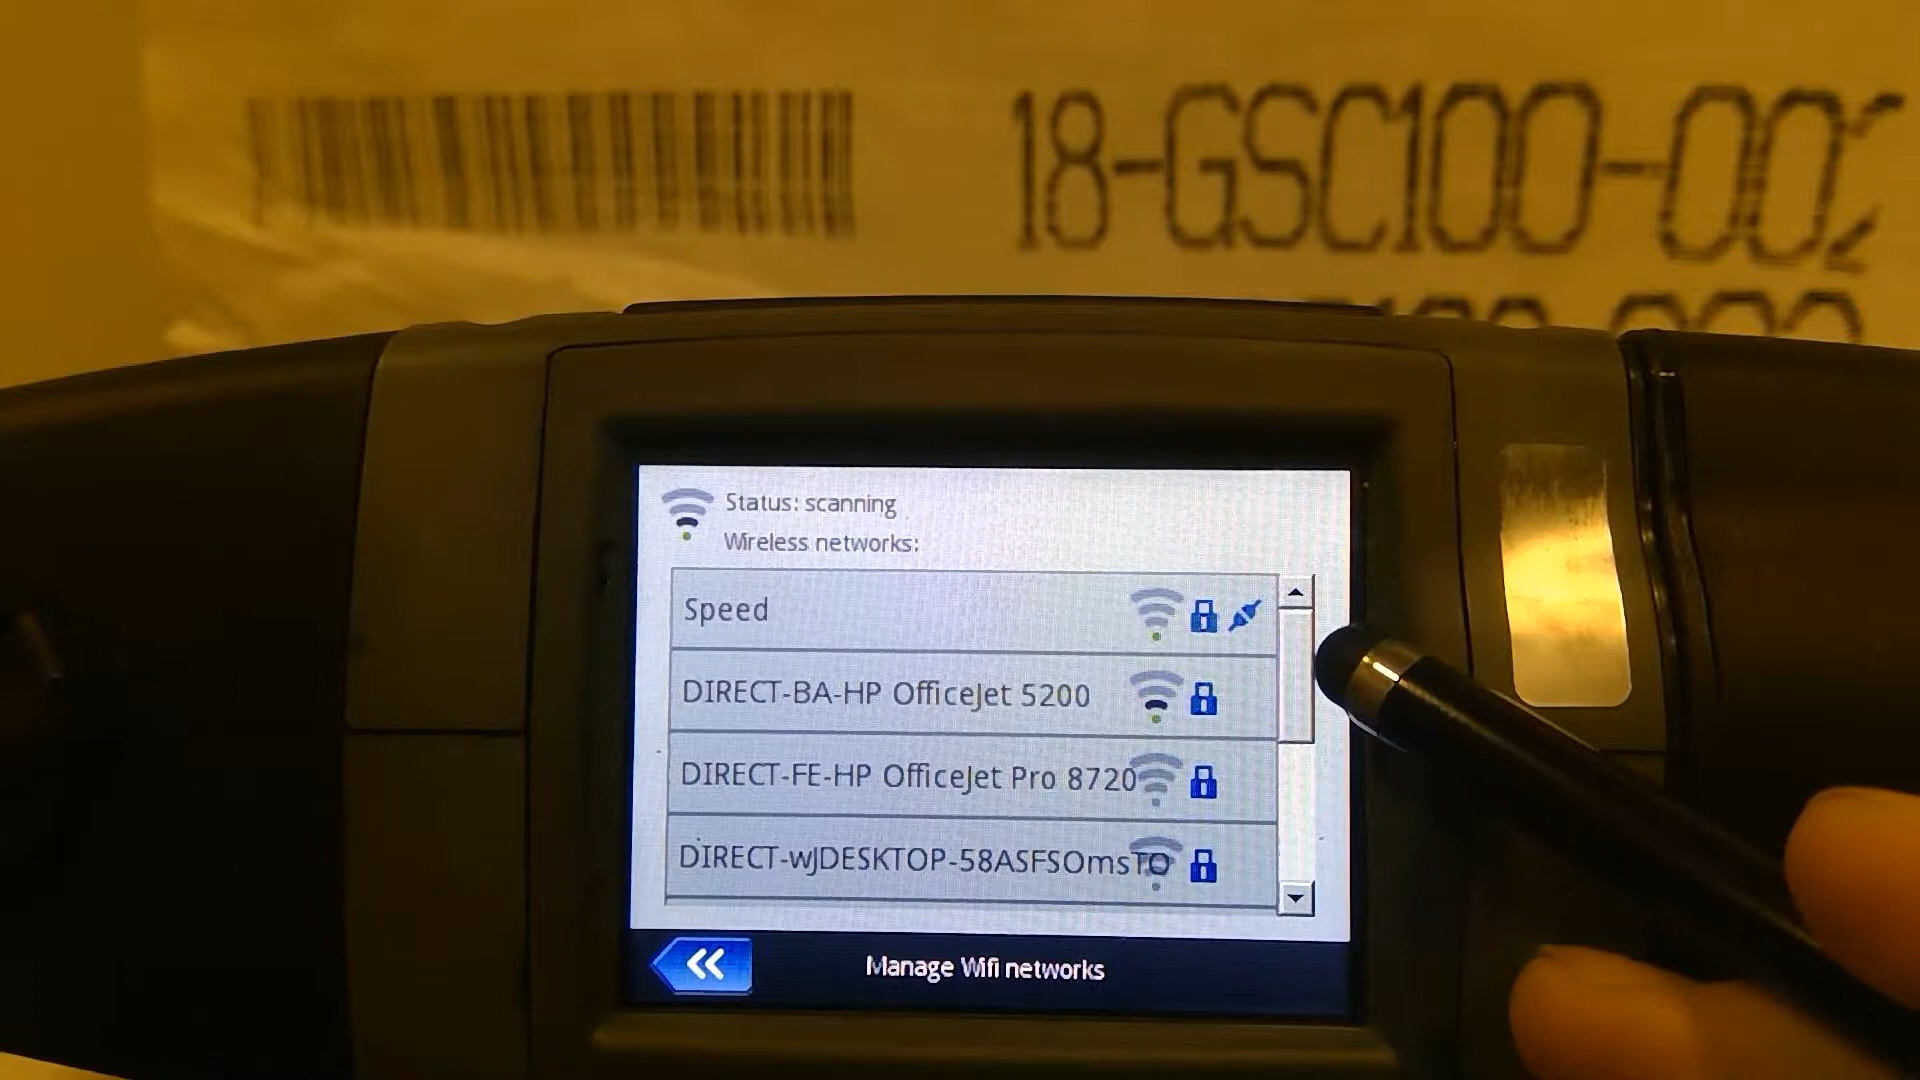 18-GSC100-002
Status: scanning
Wireless networks:
Speed
DIRECT-BA-HP OfficeJet 5200
DIRECT-FE-HP OfficeJet Pro 8720
DIRECT-wJDESKTOP-58ASFSOmsTO
Manage Wifi networks